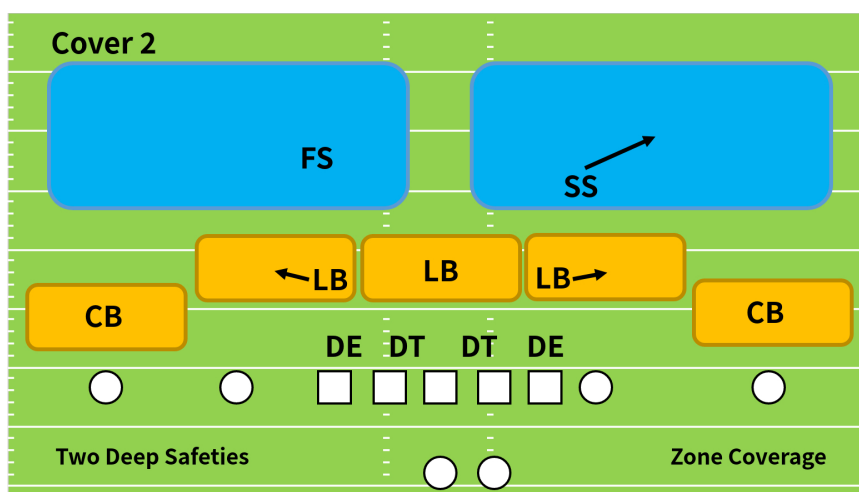 Cover 2
FS
SS
LB
LB
LB
CB
CB
DE DT DT DE
Two Deep Safeties
Zone Coverage